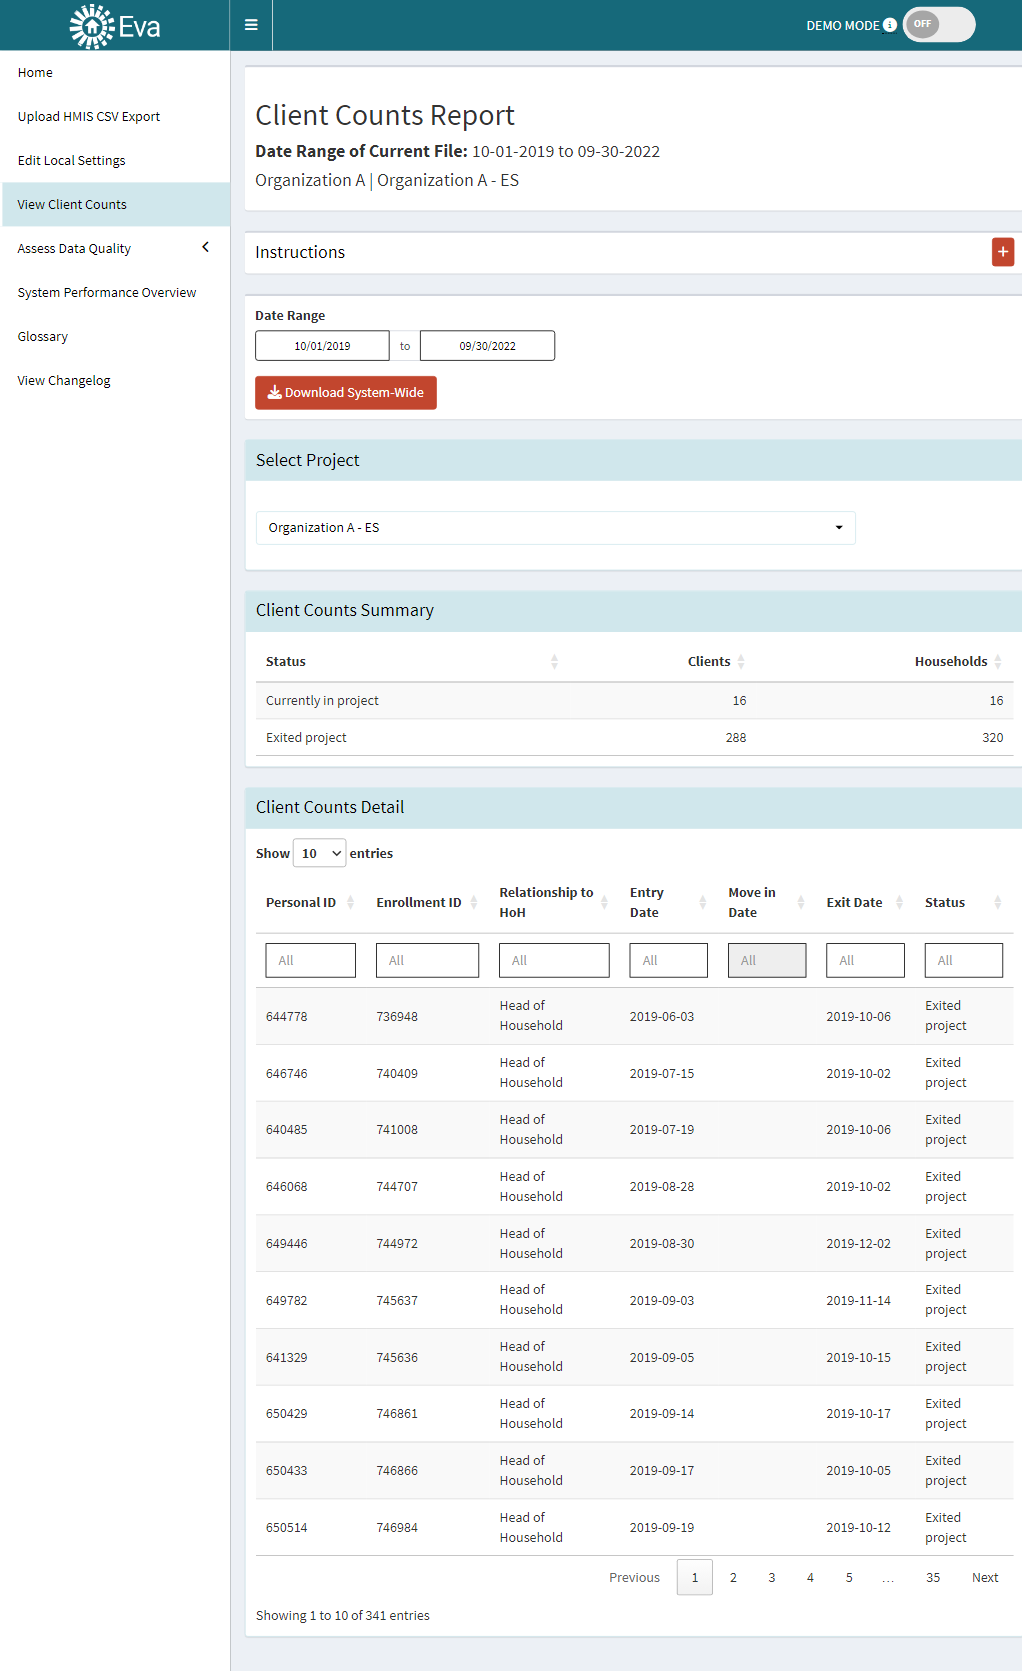 Eva
DEMO MODE
OFF
Home
Upload HMIS CSV Export
Edit Local Settings
View Client Counts
Assess Data Quality
System Performance Overview
Glossary
View Changelog
Client Counts Report
Date Range of Current File: 10-01-2019 to 09-30-2022
Organization A | Organization A - ES
Instructions
Date Range
10/01/2019 to 09/30/2022
Download System-Wide
Select Project
Organization A - ES
Client Counts Summary
Status Clients Households
Currently in project 16 16
Exited project 288 320
Client Counts Detail
Show 10 entries
Personal ID Enrollment ID Relationship to HoH Entry Date Move in Date Exit Date Status
All All All All All All All
644778 736948 Head of Household 2019-06-03 2019-10-06 Exited project
646746 740409 Head of Household 2019-07-15 2019-10-02 Exited project
640485 741008 Head of Household 2019-07-19 2019-10-06 Exited project
646068 744707 Head of Household 2019-08-28 2019-10-02 Exited project
649446 744972 Head of Household 2019-08-30 2019-12-02 Exited project
649782 745637 Head of Household 2019-09-03 2019-11-14 Exited project
641329 745636 Head of Household 2019-09-05 2019-10-15 Exited project
650429 746861 Head of Household 2019-09-14 2019-10-17 Exited project
650433 746866 Head of Household 2019-09-17 2019-10-05 Exited project
650514 746984 Head of Household 2019-09-19 2019-10-12 Exited project
Previous 1 2 3 4 5 … 35 Next
Showing 1 to 10 of 341 entries